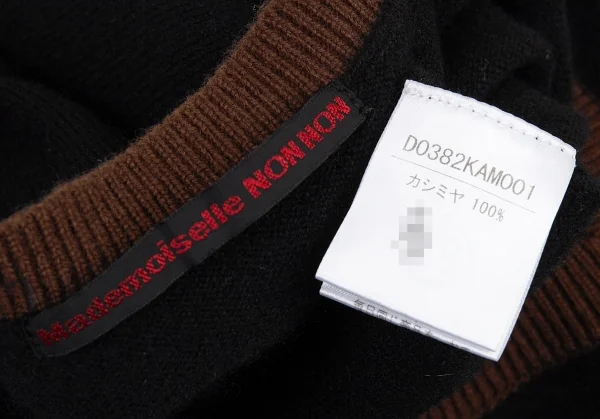 Mademoiselle NON NON
D0382KAM001
カシミヤ 100%